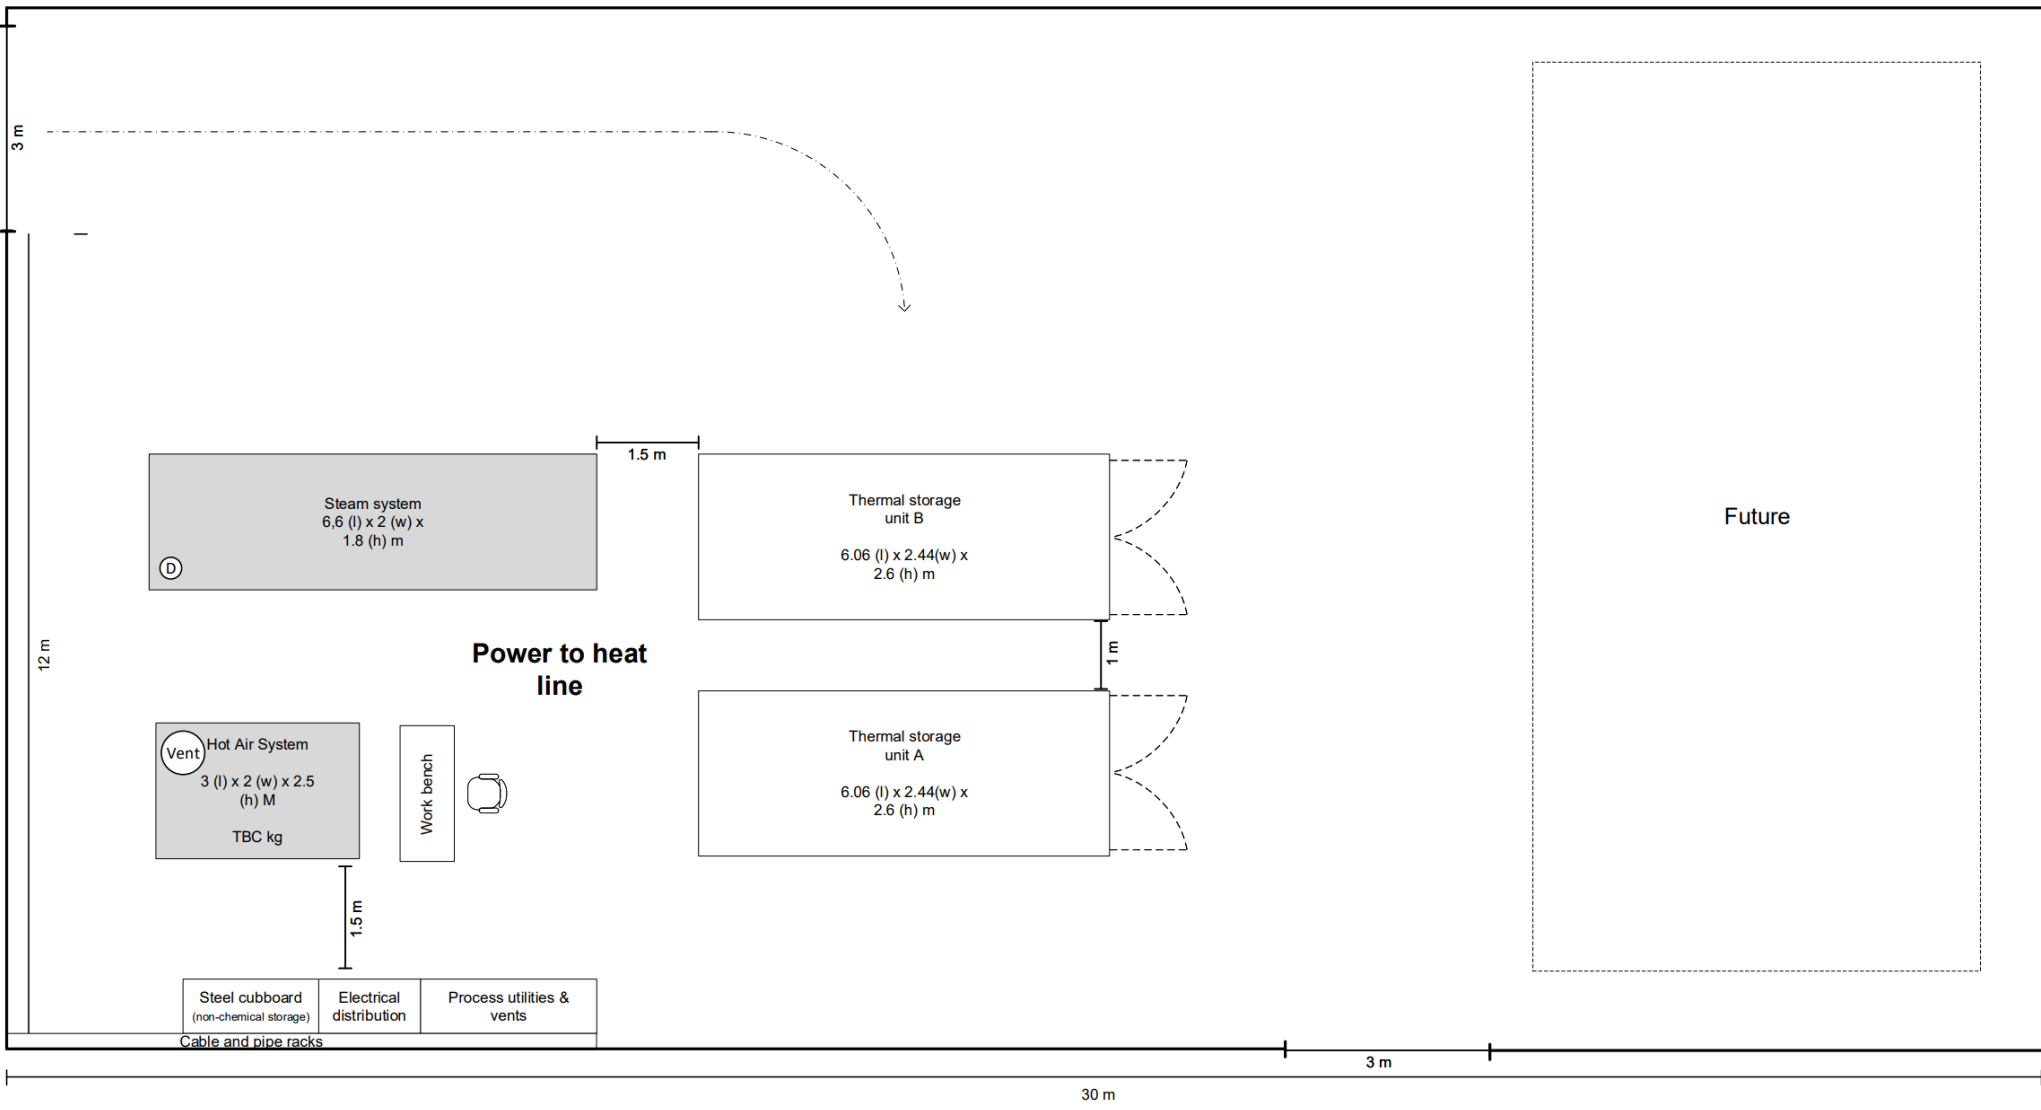 3 m
1.5 m
Steam system
6,6 (l) x 2 (w) x
1.8 (h) m
D
Thermal storage
unit B
6.06 (l) x 2.44(w) x
2.6 (h) m
Future
12 m
Power to heat
line
1 m
Vent
Hot Air System
3 (l) x 2 (w) x 2.5
(h) M
TBC kg
Work bench
Thermal storage
unit A
6.06 (l) x 2.44(w) x
2.6 (h) m
1.5 m
Steel cubboard
(non-chemical storage)
Electrical
distribution
Process utilities &
vents
Cable and pipe racks
3 m
30 m